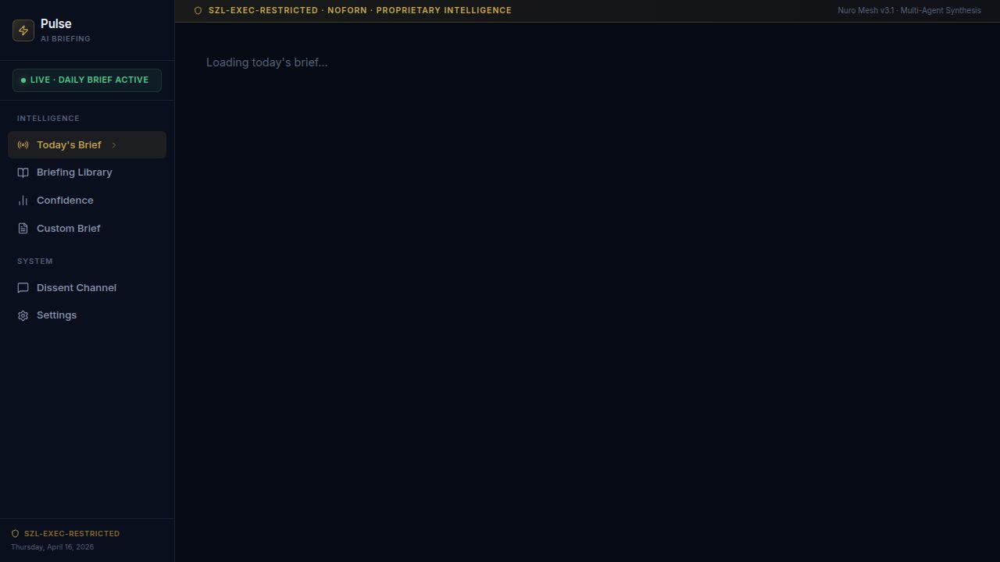 Pulse
AI BRIEFING
LIVE · DAILY BRIEF ACTIVE
INTELLIGENCE
Today's Brief
Briefing Library
Confidence
Custom Brief
SYSTEM
Dissent Channel
Settings
SZL-EXEC-RESTRICTED
Thursday, April 16, 2026
SZL-EXEC-RESTRICTED · NOFORN · PROPRIETARY INTELLIGENCE
Nuro Mesh v3.1 · Multi-Agent Synthesis
Loading today's brief...